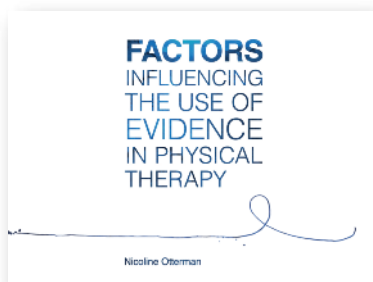 FACTORS
INFLUENCING
THE USE OF
EVIDENCE
IN PHYSICAL
THERAPY
Nicoline Otterman